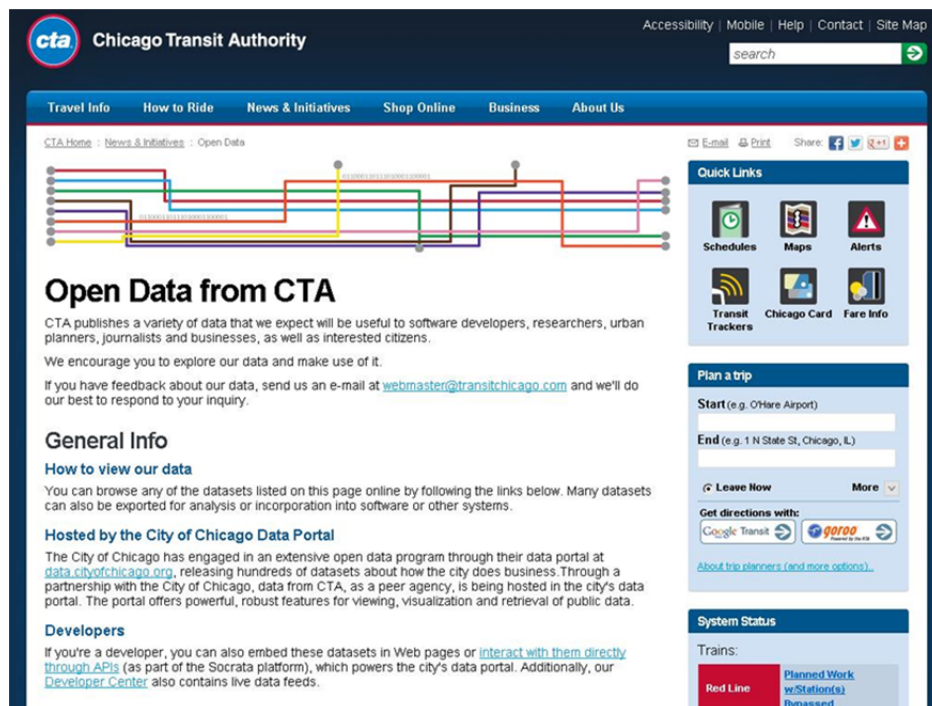 Accessibility | Mobile | Help | Contact | Site Map
cta Chicago Transit Authority
search
Travel Info How to Ride News & Initiatives Shop Online Business About Us
CTA Home : News & Initiatives : Open Data
E-mail Print Share:
Open Data from CTA
CTA publishes a variety of data that we expect will be useful to software developers, researchers, urban
planners, journalists and businesses, as well as interested citizens.
We encourage you to explore our data and make use of it.
If you have feedback about our data, send us an e-mail at webmaster@transitchicago.com and we'll do
our best to respond to your inquiry.
General Info
How to view our data
You can browse any of the datasets listed on this page online by following the links below. Many datasets
can also be exported for analysis or incorporation into software or other systems.
Hosted by the City of Chicago Data Portal
The City of Chicago has engaged in an extensive open data program through their data portal at
data.cityofchicago.org, releasing hundreds of datasets about how the city does business.Through a
partnership with the City of Chicago, data from CTA, as a peer agency, is being hosted in the city's data
portal. The portal offers powerful, robust features for viewing, visualization and retrieval of public data.
Developers
If you're a developer, you can also embed these datasets in Web pages or interact with them directly
through APIs (as part of the Socrata platform), which powers the city's data portal. Additionally, our
Developer Center also contains live data feeds.
Quick Links
Schedules Maps Alerts
Transit
Trackers
Chicago Card Fare Info
Plan a trip
Start (e.g. O'Hare Airport)
End (e.g. 1 N State St, Chicago, IL)
Leave Now More
Get directions with:
Google Transit goroo
Powered by the RTA
About trip planners (and more options)...
System Status
Trains:
Red Line
Planned Work
w/Station(s)
Bypassed